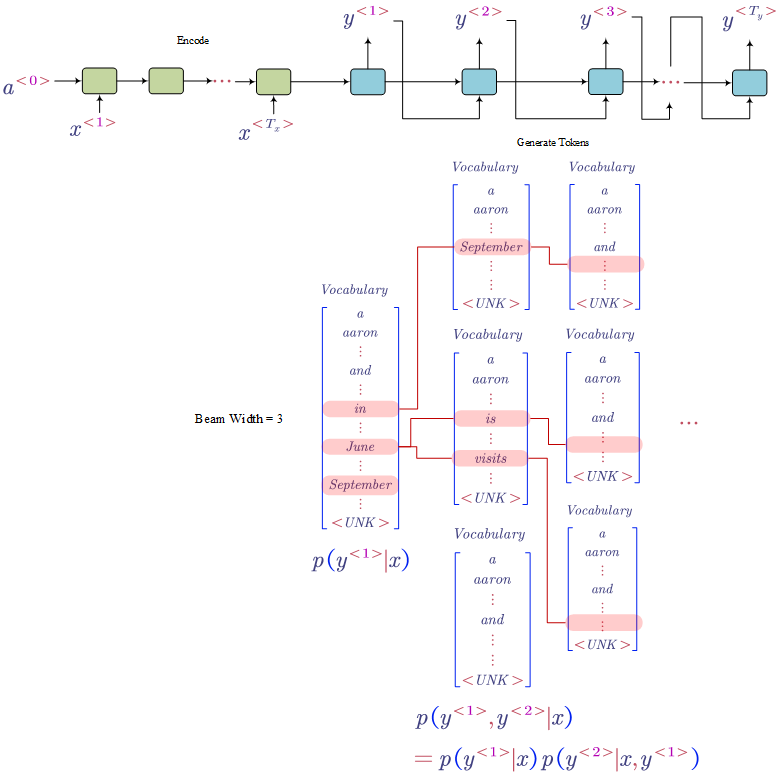 y<1>
y<2>
y<3>
y<T_y>
Encode
a<0>
...
...
x<1>
x<T_x>
Generate Tokens
Vocabulary
a
aaron
⋮
September
⋮
⋮
<UNK>
Vocabulary
a
aaron
⋮
and
⋮
⋮
<UNK>
Vocabulary
a
aaron
⋮
and
⋮
in
⋮
June
⋮
September
⋮
<UNK>
p(y<1>|x)
Beam Width = 3
Vocabulary
a
aaron
⋮
is
⋮
visits
⋮
<UNK>
Vocabulary
a
aaron
⋮
and
⋮
⋮
<UNK>
...
Vocabulary
a
aaron
⋮
and
⋮
⋮
<UNK>
Vocabulary
a
aaron
⋮
and
⋮
⋮
<UNK>
p(y<1>,y<2>|x)
= p(y<1>|x)p(y<2>|x,y<1>)